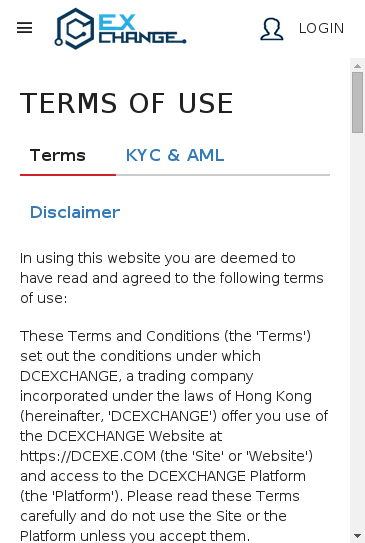 EX
CHANGE
LOGIN
TERMS OF USE
Terms
KYC & AML
Disclaimer
In using this website you are deemed to
have read and agreed to the following terms
of use:
These Terms and Conditions (the 'Terms')
set out the conditions under which
DCEXCHANGE, a trading company
incorporated under the laws of Hong Kong
(hereinafter, 'DCEXCHANGE') offer you use of
the DCEXCHANGE Website at
https://DCEXE.COM (the 'Site' or 'Website')
and access to the DCEXCHANGE Platform
(the 'Platform'). Please read these Terms
carefully and do not use the Site or the
Platform unless you accept them.